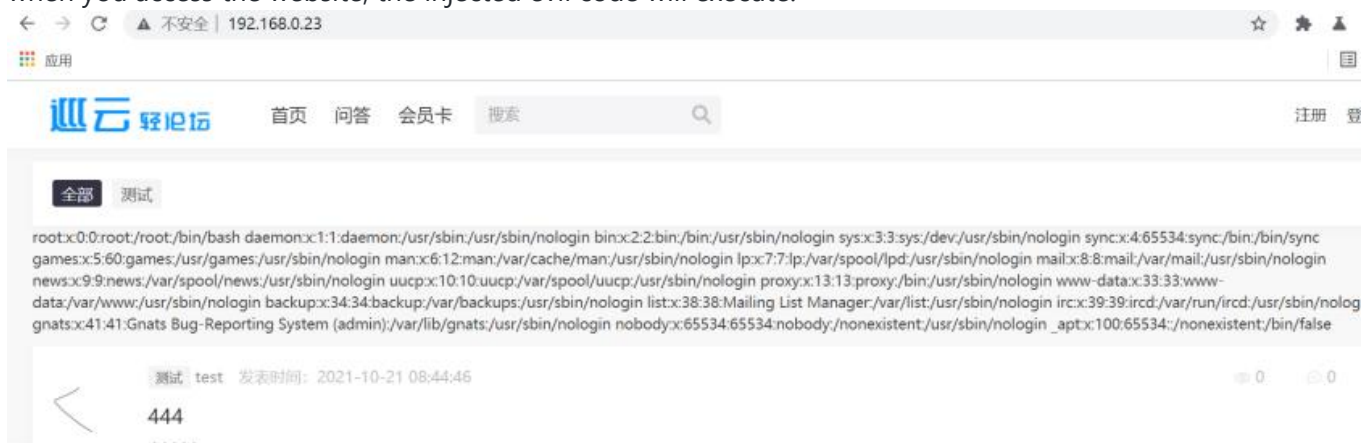 不安全 | 192.168.0.23
应用
巡云 轻论坛 首页 问答 会员卡 搜索 注册
全部 测试
root:x:0:0:root:/root:/bin/bash daemon:x:1:1:daemon:/usr/sbin:/usr/sbin/nologin bin:x:2:2:bin:/bin:/usr/sbin/nologin sys:x:3:3:sys:/dev:/usr/sbin/nologin sync:x:4:65534:sync:/bin:/bin/sync
games:x:5:60:games:/usr/games:/usr/sbin/nologin man:x:6:12:man:/var/cache/man:/usr/sbin/nologin lp:x:7:7:lp:/var/spool/lpd:/usr/sbin/nologin mail:x:8:8:mail:/var/mail:/usr/sbin/nologin
news:x:9:9:news:/var/spool/news:/usr/sbin/nologin uucp:x:10:10:uucp:/var/spool/uucp:/usr/sbin/nologin proxy:x:13:13:proxy:/bin:/usr/sbin/nologin www-data:x:33:33:www-
data:/var/www:/usr/sbin/nologin backup:x:34:34:backup:/var/backups:/usr/sbin/nologin list:x:38:38:Mailing List Manager:/var/list:/usr/sbin/nologin irc:x:39:39:ircd:/var/run/ircd:/usr/sbin/nolog
gnats:x:41:41:Gnats Bug-Reporting System (admin):/var/lib/gnats:/usr/sbin/nologin nobody:x:65534:65534:nobody:/nonexistent:/usr/sbin/nologin _apt:x:100:65534::/nonexistent:/bin/false
测试 test 发表时间: 2021-10-21 08:44:46 0 0
444